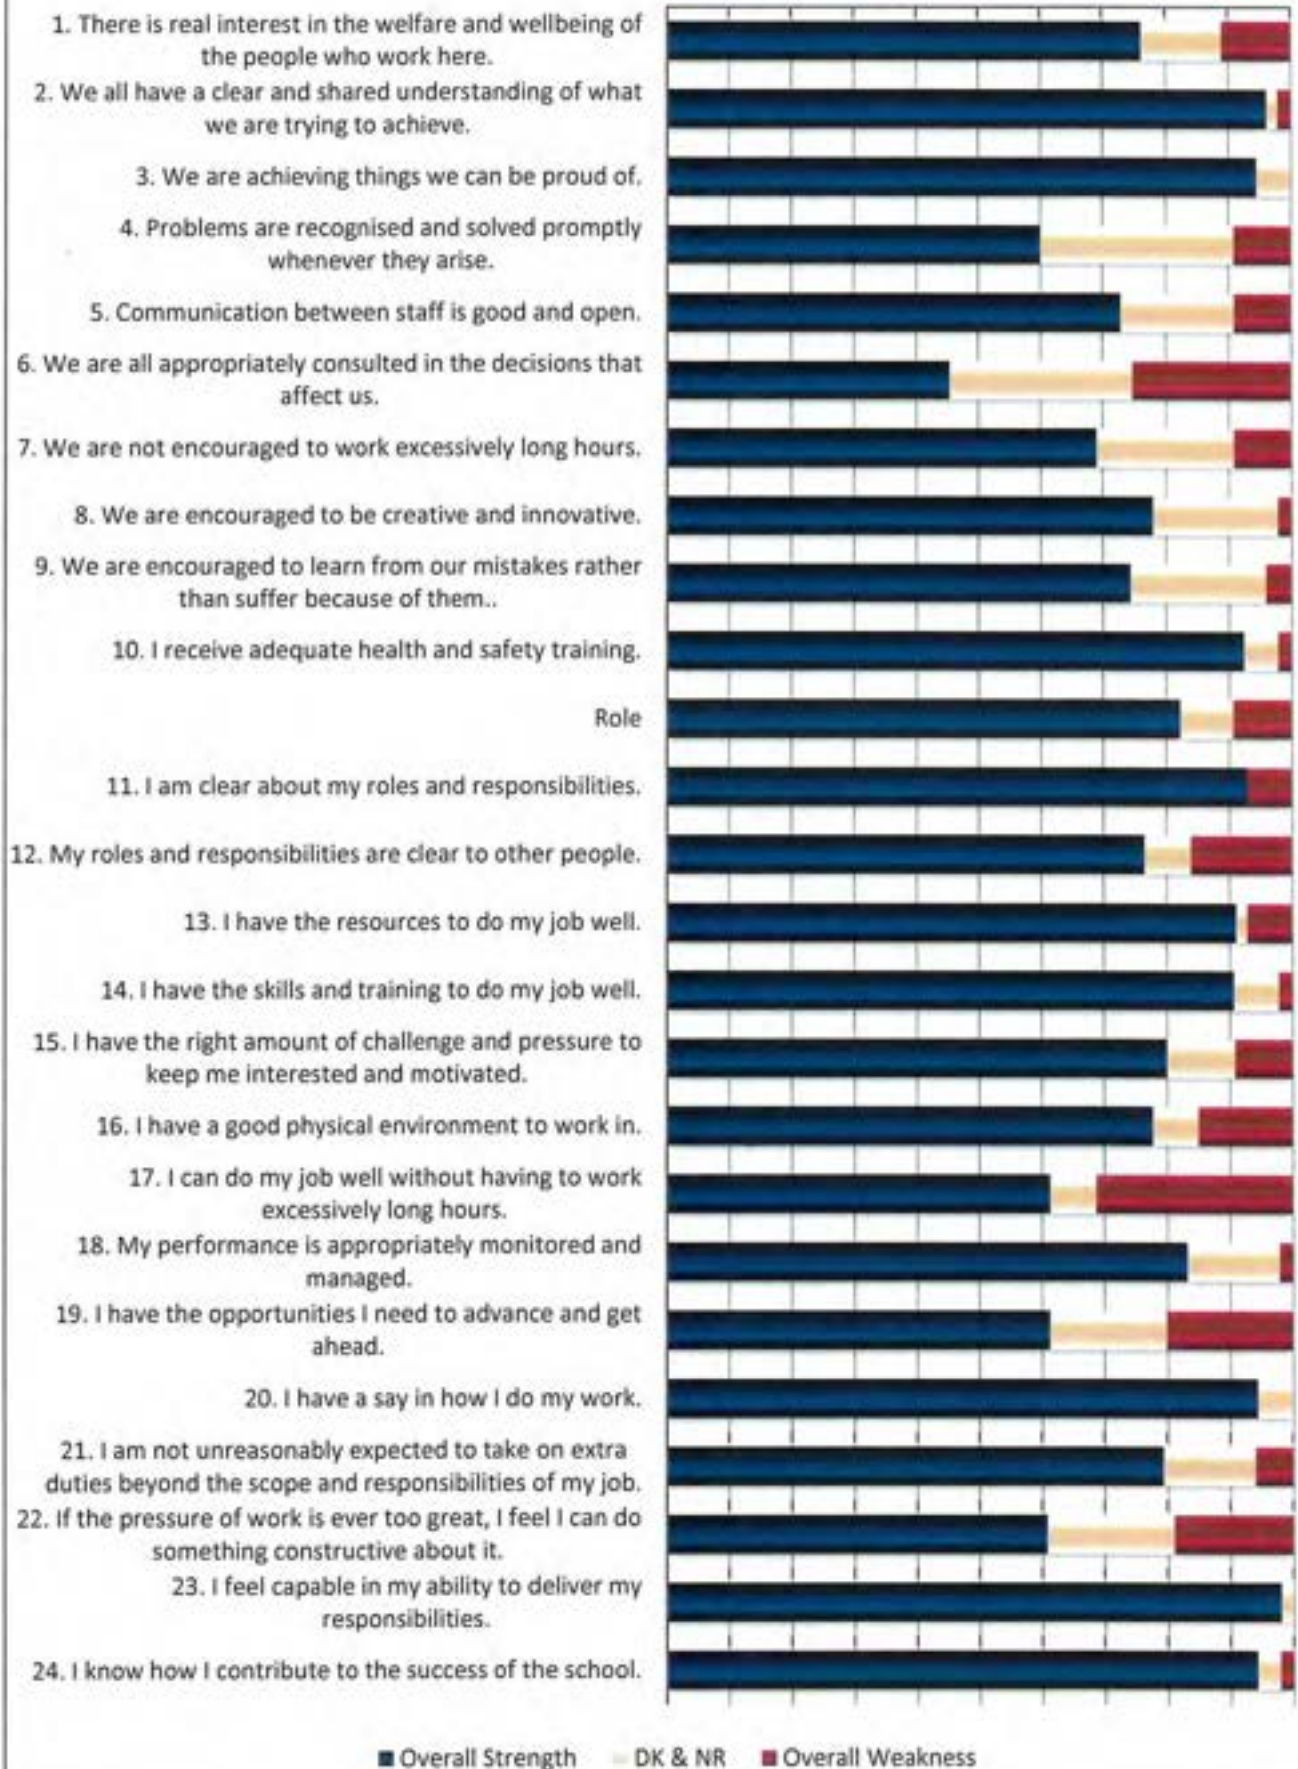 1. There is real interest in the welfare and wellbeing of
the people who work here.
2. We all have a clear and shared understanding of what
we are trying to achieve.
3. We are achieving things we can be proud of.
4. Problems are recognised and solved promptly
whenever they arise.
5. Communication between staff is good and open.
6. We are all appropriately consulted in the decisions that
affect us.
7. We are not encouraged to work excessively long hours.
8. We are encouraged to be creative and innovative.
9. We are encouraged to learn from our mistakes rather
than suffer because of them..
10. I receive adequate health and safety training.
Role
11. I am clear about my roles and responsibilities.
12. My roles and responsibilities are clear to other people.
13. I have the resources to do my job well.
14. I have the skills and training to do my job well.
15. I have the right amount of challenge and pressure to
keep me interested and motivated.
16. I have a good physical environment to work in.
17. I can do my job well without having to work
excessively long hours.
18. My performance is appropriately monitored and
managed.
19. I have the opportunities I need to advance and get
ahead.
20. I have a say in how I do my work.
21. I am not unreasonably expected to take on extra
duties beyond the scope and responsibilities of my job.
22. If the pressure of work is ever too great, I feel I can do
something constructive about it.
23. I feel capable in my ability to deliver my
responsibilities.
24. I know how I contribute to the success of the school.
Overall Strength DK & NR Overall Weakness